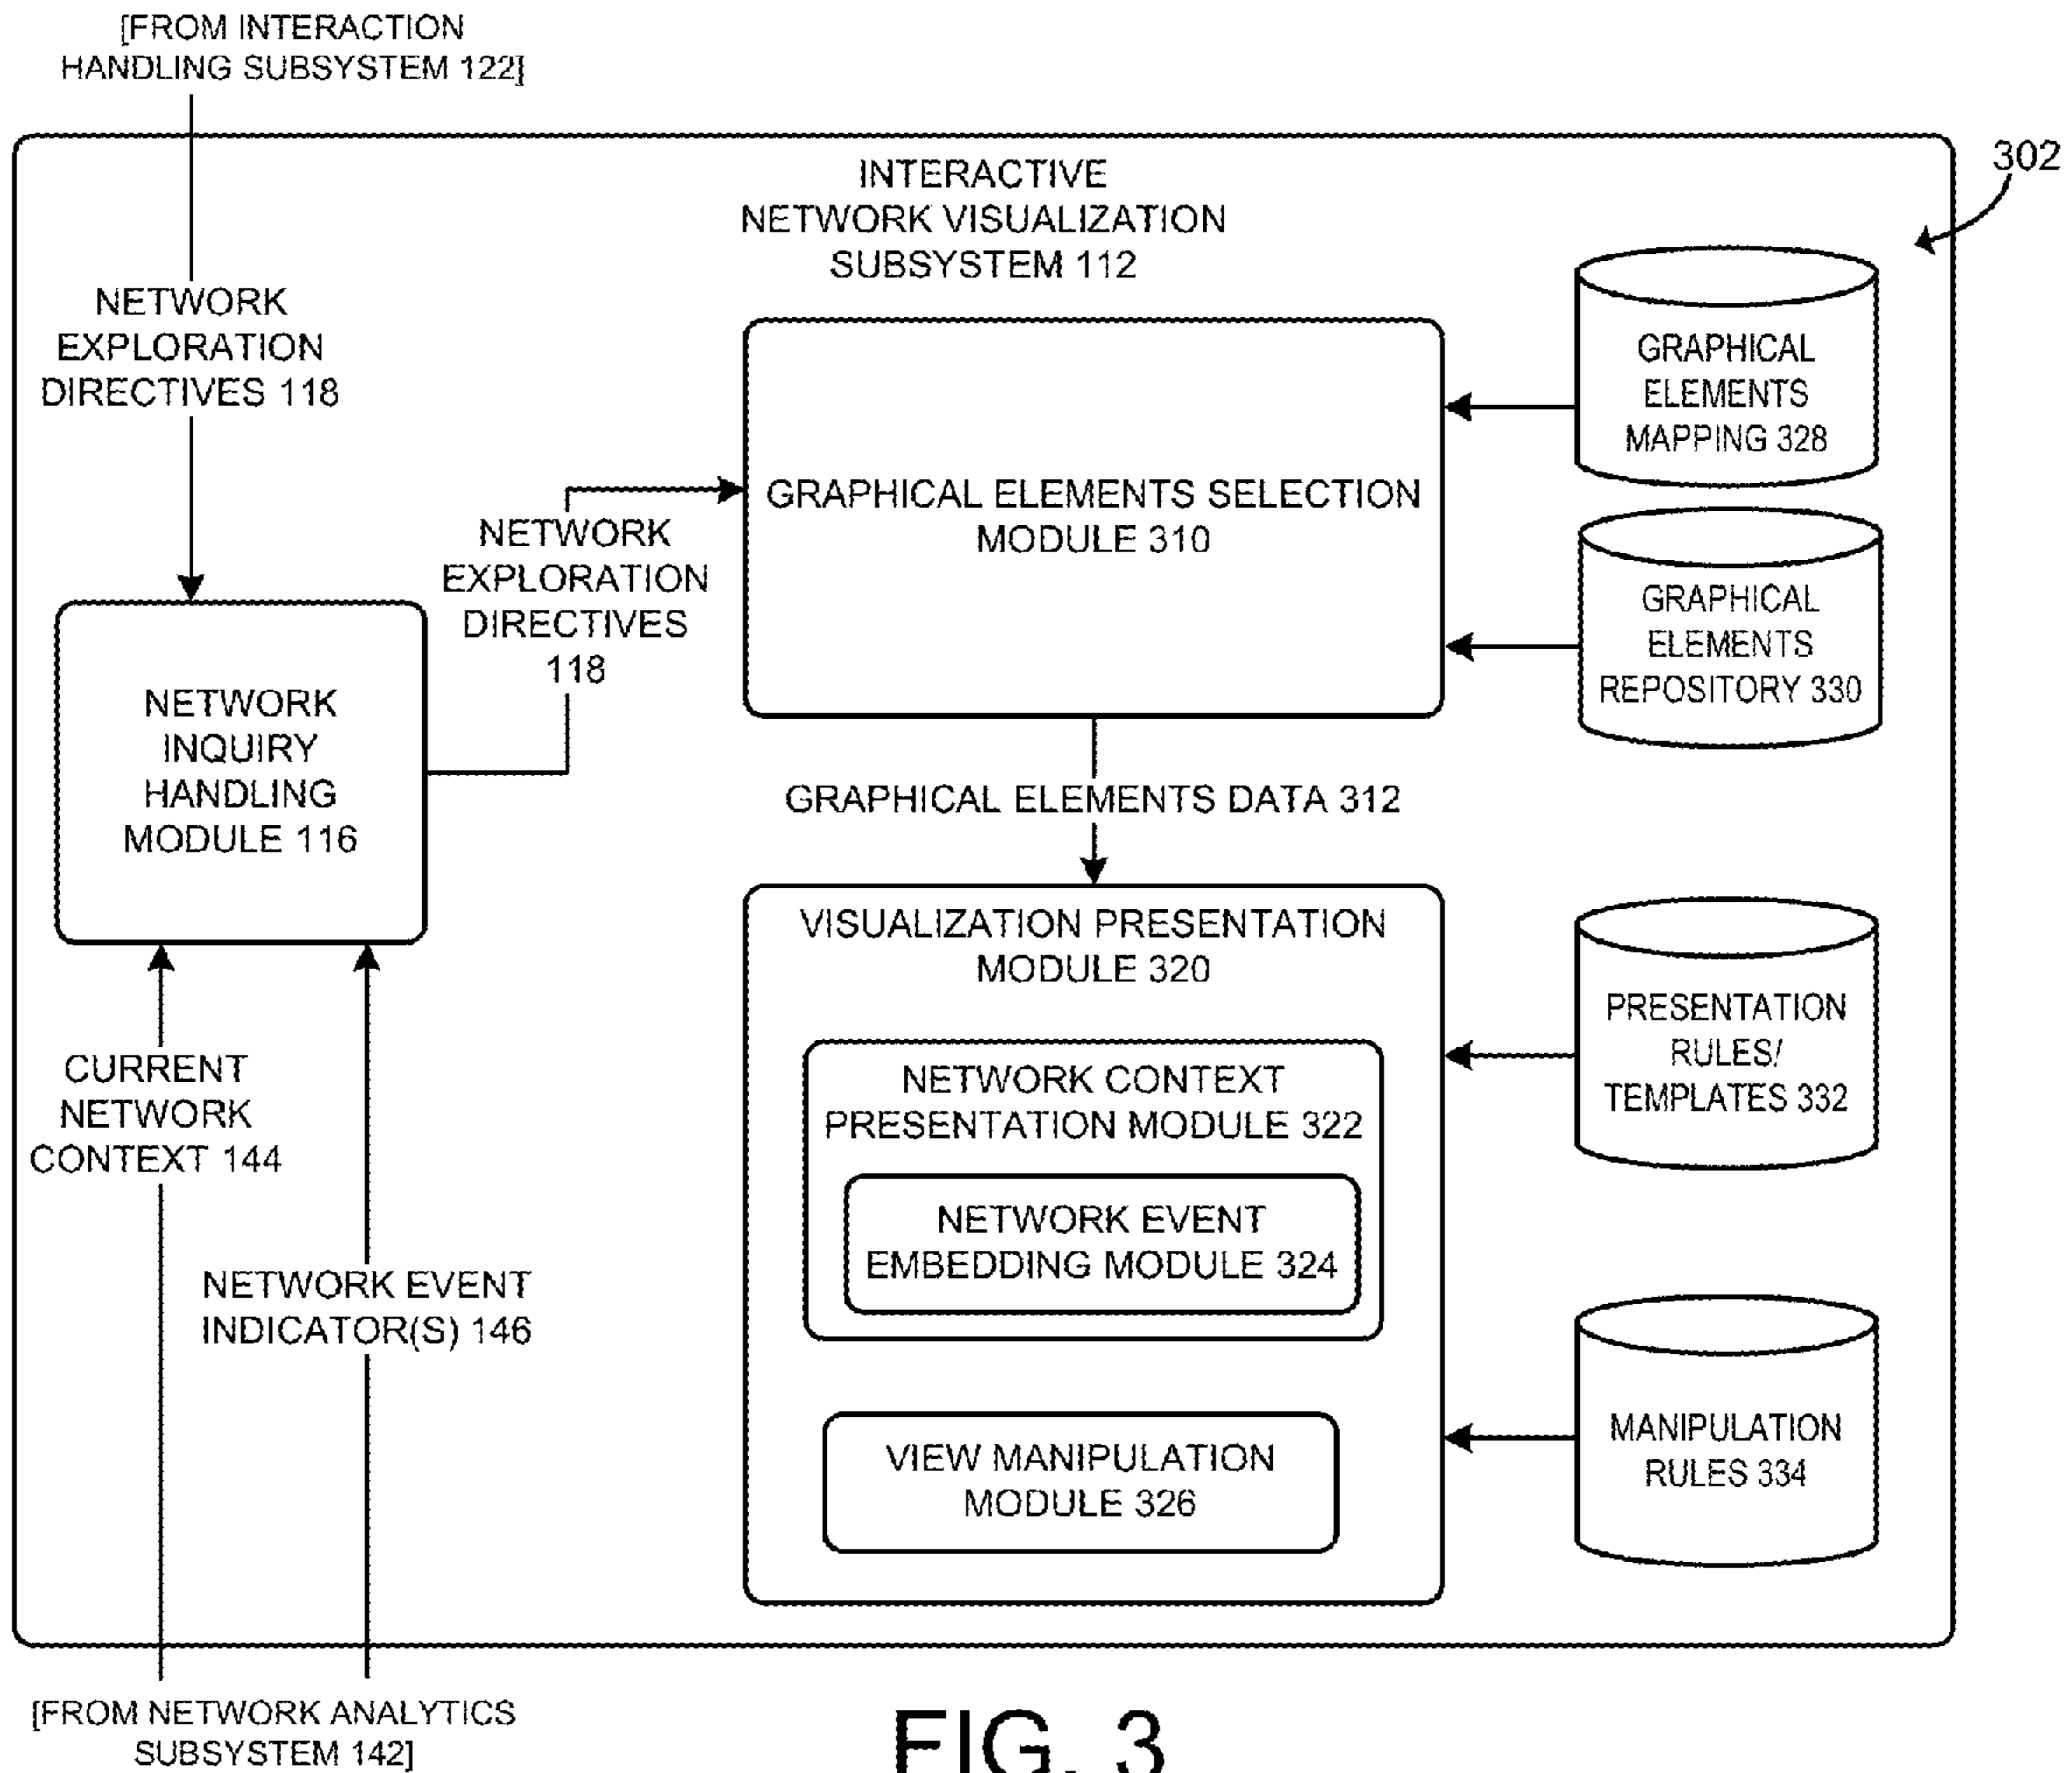 [FROM INTERACTION
HANDLING SUBSYSTEM 122]
302
INTERACTIVE
NETWORK VISUALIZATION
SUBSYSTEM 112
NETWORK
EXPLORATION
DIRECTIVES 118
GRAPHICAL
ELEMENTS
MAPPING 328
GRAPHICAL ELEMENTS SELECTION
MODULE 310
NETWORK
EXPLORATION
DIRECTIVES
118
GRAPHICAL
ELEMENTS
REPOSITORY 330
NETWORK
INQUIRY
HANDLING
MODULE 116
GRAPHICAL ELEMENTS DATA 312
VISUALIZATION PRESENTATION
MODULE 320
PRESENTATION
RULES/
TEMPLATES 332
NETWORK CONTEXT
PRESENTATION MODULE 322
CURRENT
NETWORK
CONTEXT 144
NETWORK EVENT
EMBEDDING MODULE 324
NETWORK EVENT
INDICATOR(S) 146
VIEW MANIPULATION
MODULE 326
MANIPULATION
RULES 334
[FROM NETWORK ANALYTICS
SUBSYSTEM 142]
FIG. 3